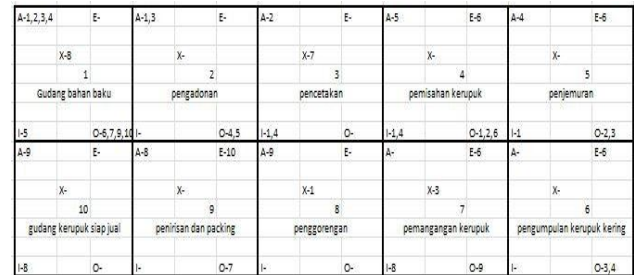 A-1,2,3,4 E- A-1,3 E- A-2 E- A-5 E-6 A-4 E-6
X-8 X- X-7 X- X-
1 2 3 4 5
Gudang bahan baku pengadonan pencetakan pemisahan kerupuk penjemuran
I-5 O-6,7,9,10 I- O-4,5 I-1,4 O- I-1,4 O-1,2,6 I-1 O-2,3
A-9 E- A-8 E-10 A-9 E- A- E-6 A- E-6
X- X- X-1 X-3 X-
10 9 8 7 6
gudang kerupuk siap jual penirisan dan packing penggorengan pemangangan kerupuk pengumpulan kerupuk kering
I-8 O- I- O-7 I- O- I-8 O-9 I- O-3,4